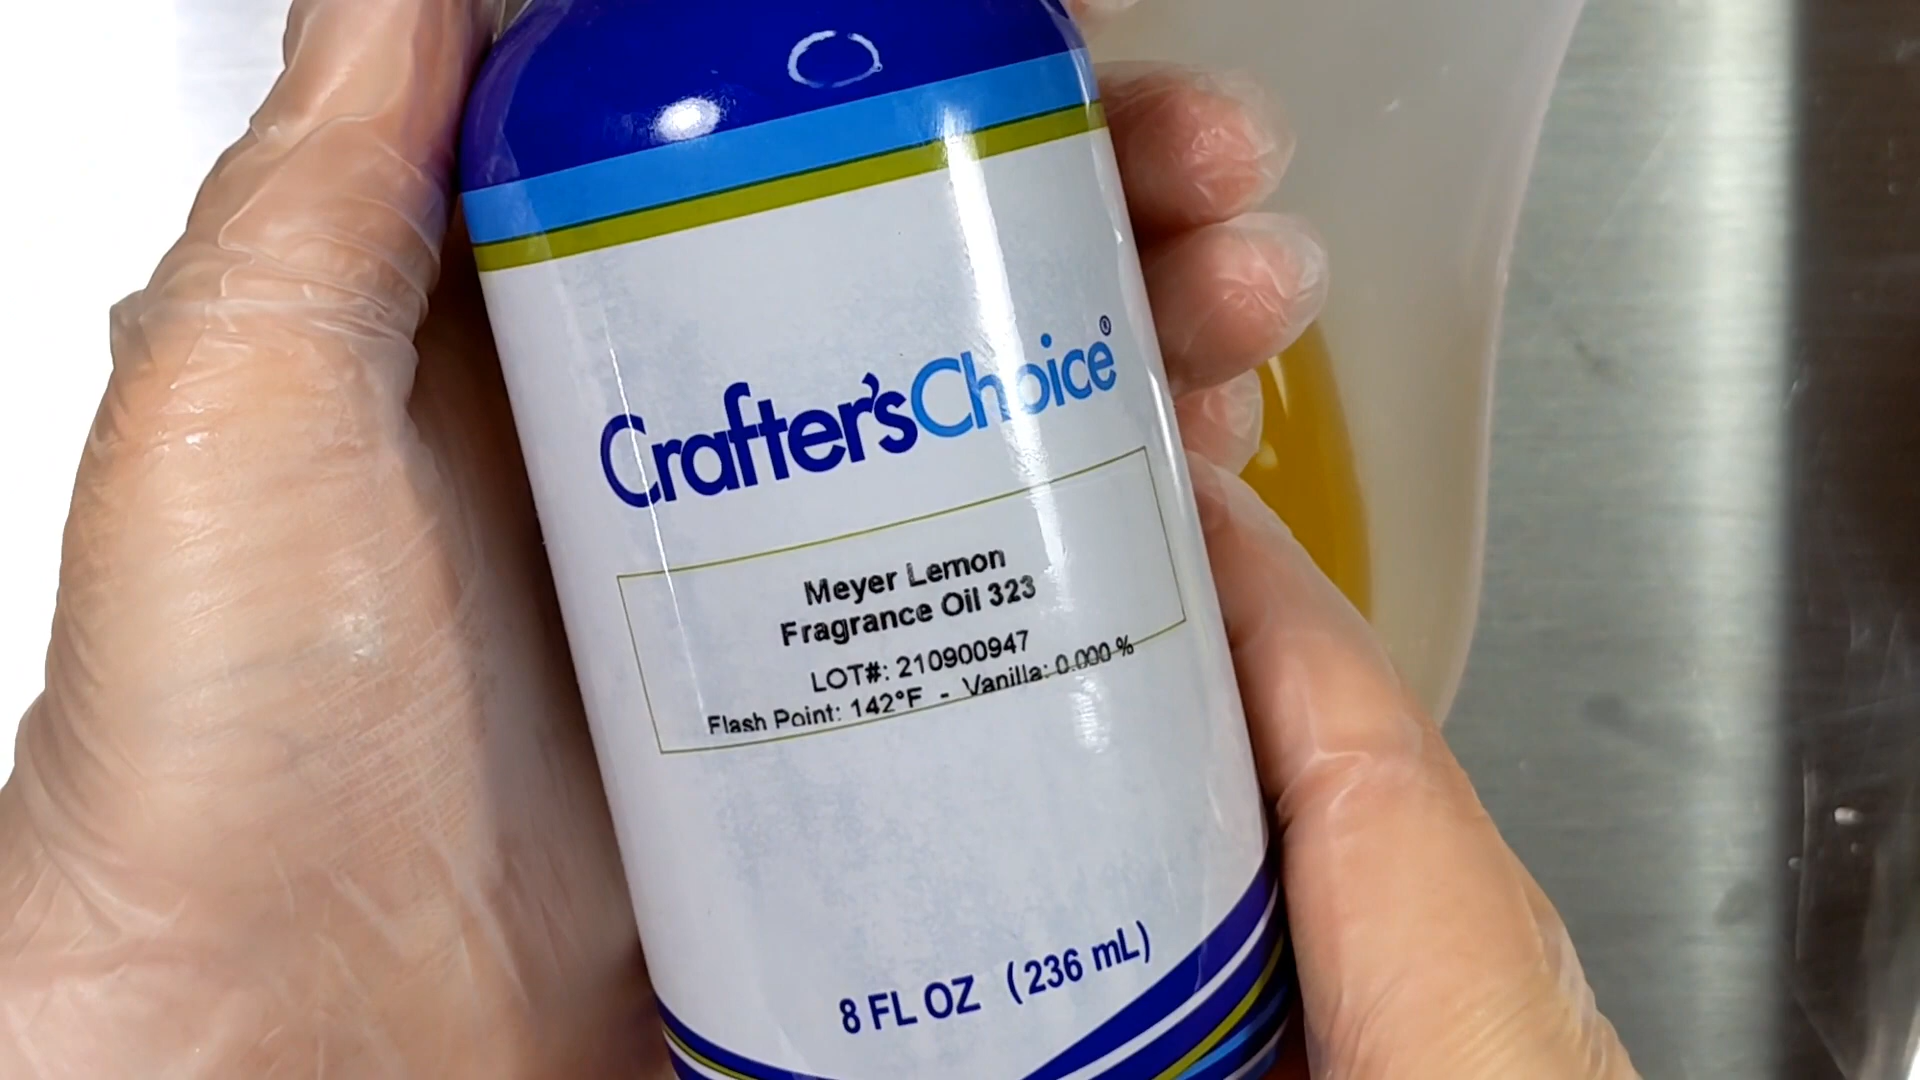 Crafter'sChoice®
Meyer Lemon
Fragrance Oil 323
LOT#: 210900947
Flash Point: 142°F - Vanilla: 0.000 %
8 FL OZ (236 mL)